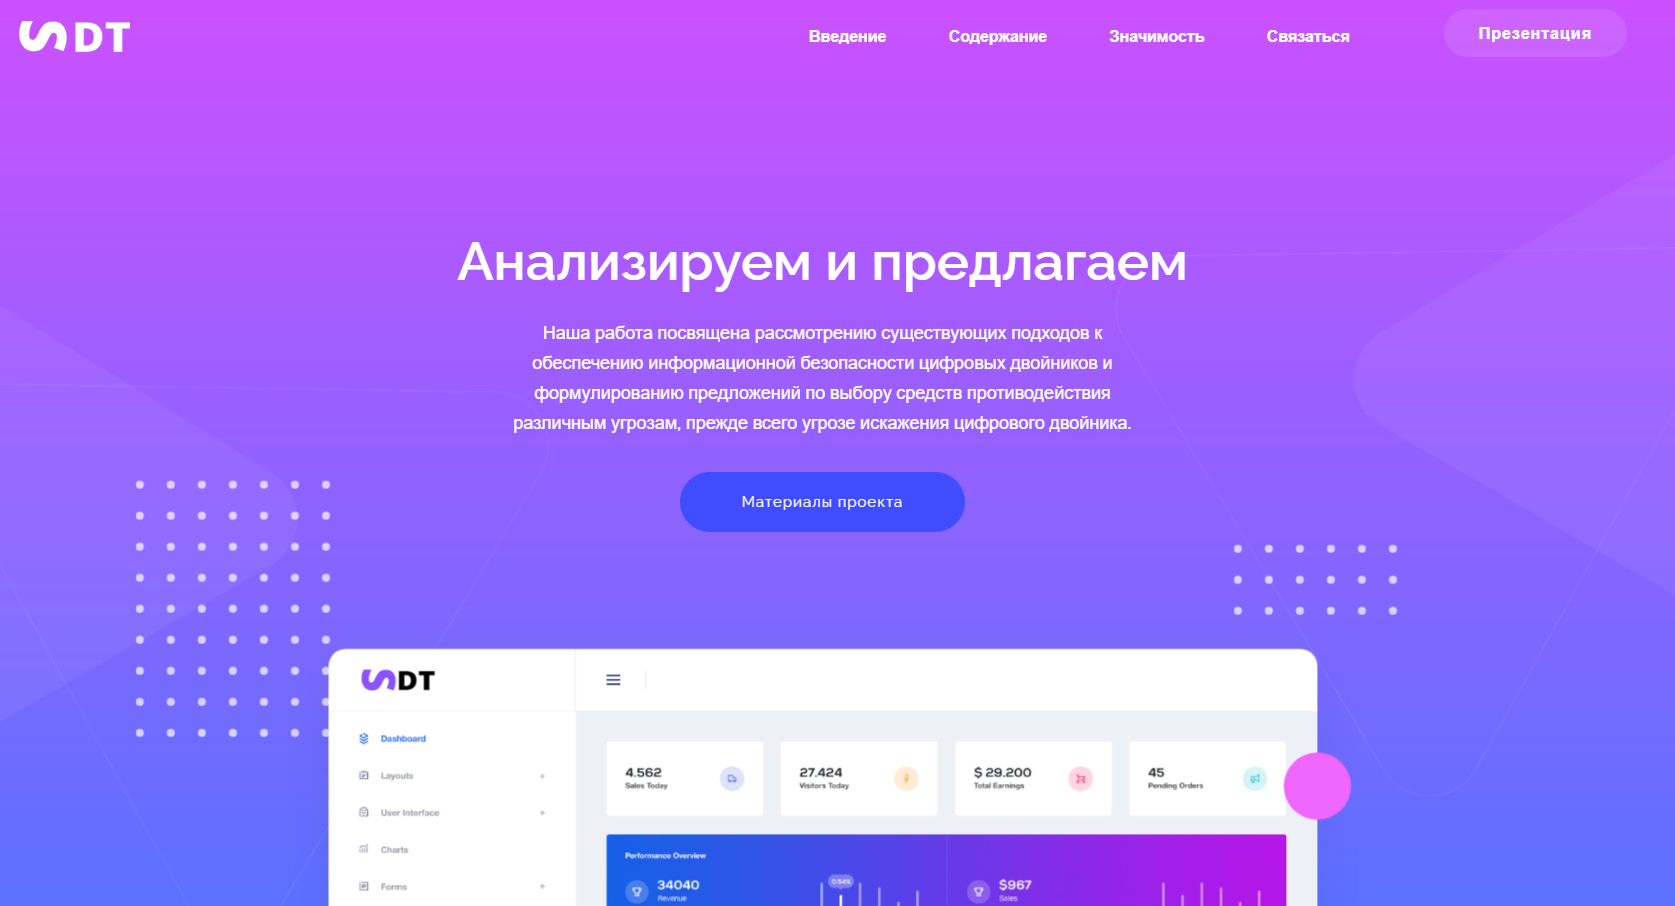 DT
Введение
Содержание
Значимость
Связаться
Презентация
Анализируем и предлагаем
Наша работа посвящена рассмотрению существующих подходов к
обеспечению информационной безопасности цифровых двойников и
формулированию предложений по выбору средств противодействия
различным угрозам, прежде всего угрозе искажения цифрового двойника.
Материалы проекта
DT
Dashboard
Layouts +
User Interface +
Charts
Forms +
4.562
Sales Today
27.424
Visitors Today
$ 29.200
Total Earnings
45
Pending Orders
Performance Overview
34040
Revenue
0.54%
$967
Sales